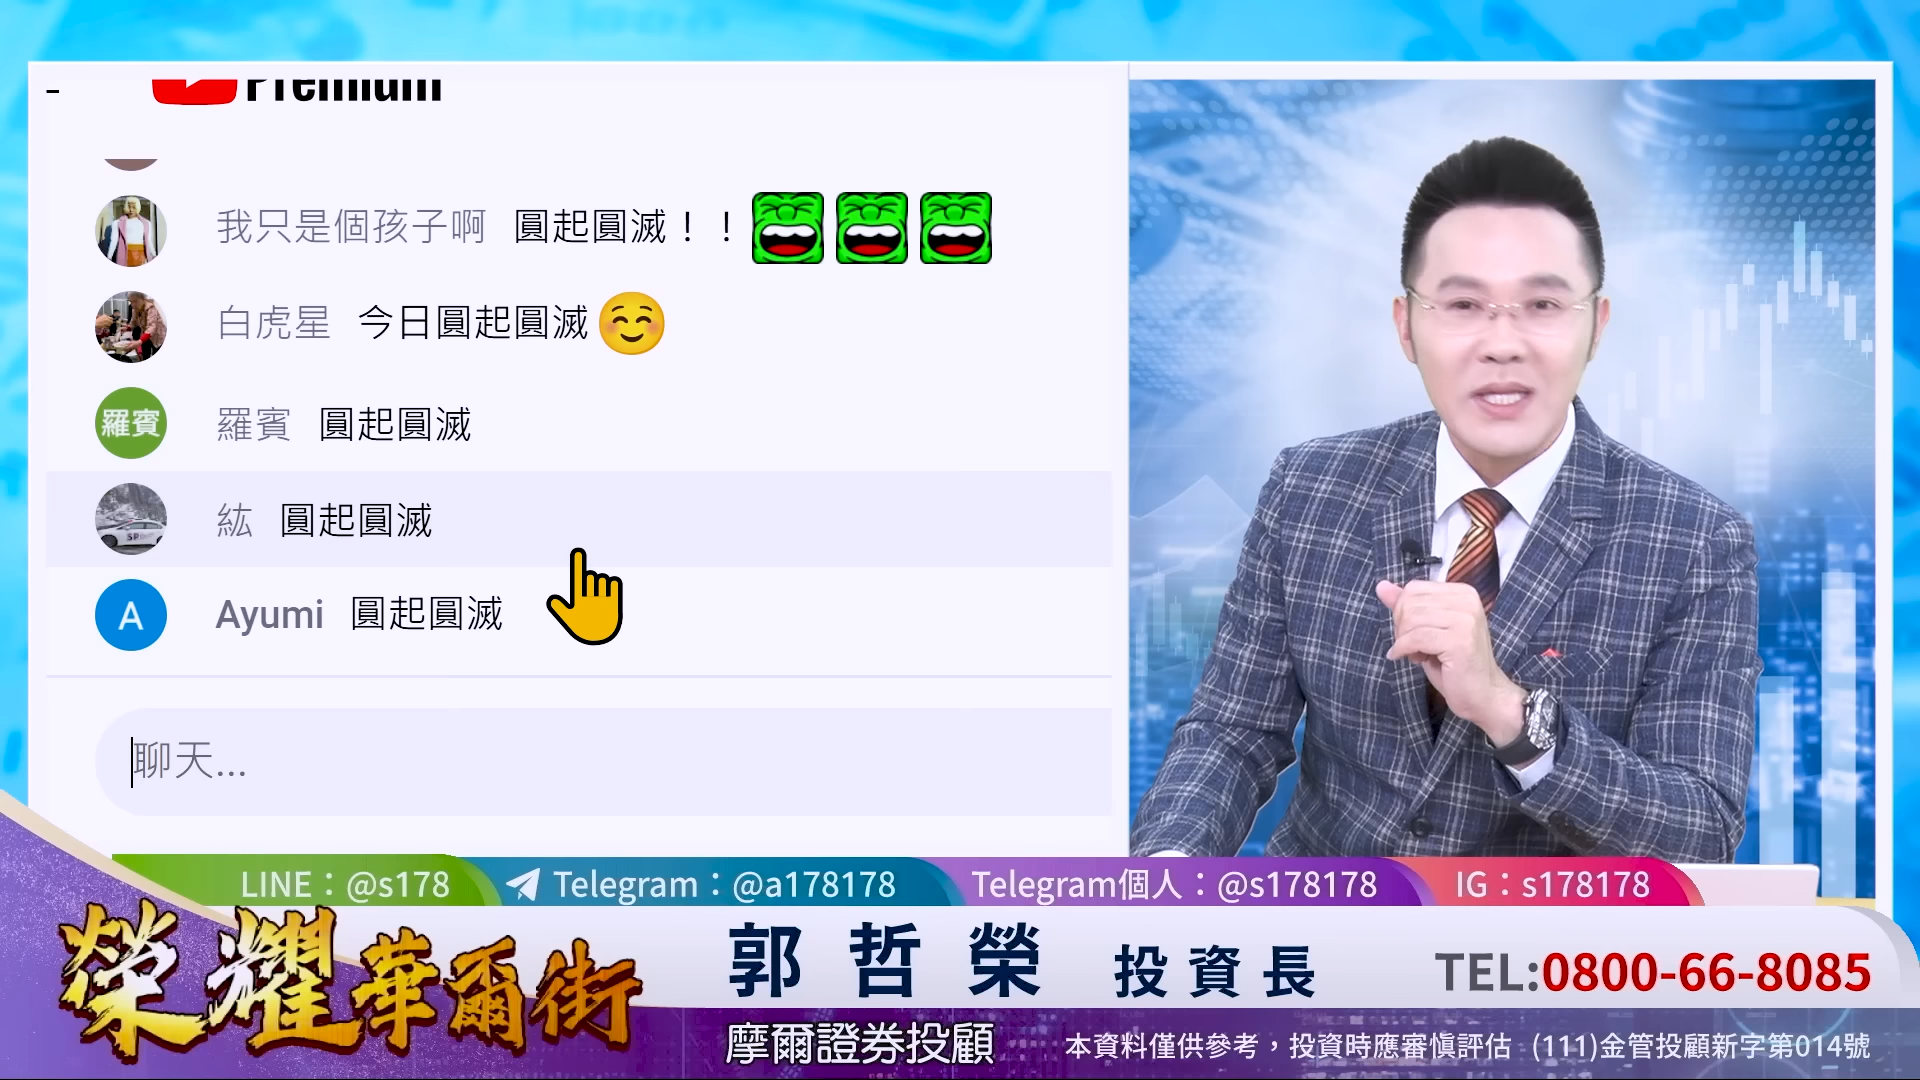 Premium
我只是個孩子啊 圓起圓滅！！
白虎星 今日圓起圓滅
羅賓 羅賓 圓起圓滅
紘 圓起圓滅
A Ayumi 圓起圓滅
聊天...
LINE：@s178 Telegram：@a178178 Telegram個人：@s178178 IG：s178178
榮耀華爾街
郭哲榮 投資長 TEL:0800-66-8085
摩爾證券投顧 本資料僅供參考，投資時應審慎評估 (111)金管投顧新字第014號